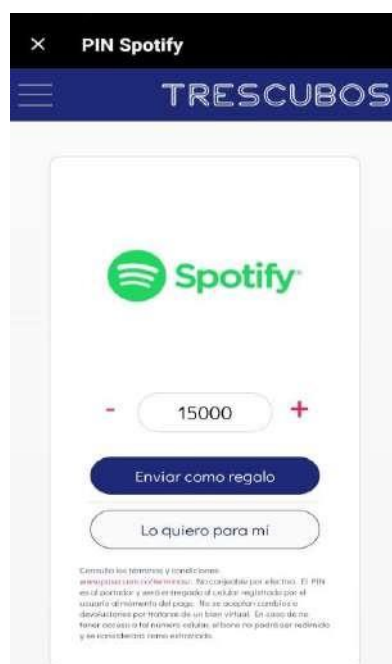 × PIN Spotify
TRESCUBOS
Spotify
- 15000 +
Enviar como regalo
Lo quiero para mí
Consulta los términos y condiciones
No canjeable por efectivo. El PIN
es al portador y será entregado al celular registrado por el
usuario al momento del pago. No se aceptan cambios o
devoluciones por tratarse de un bien virtual. En caso de no
tener acceso a tal número celular, el bono no podrá ser redimido
y se considerará como extraviado.